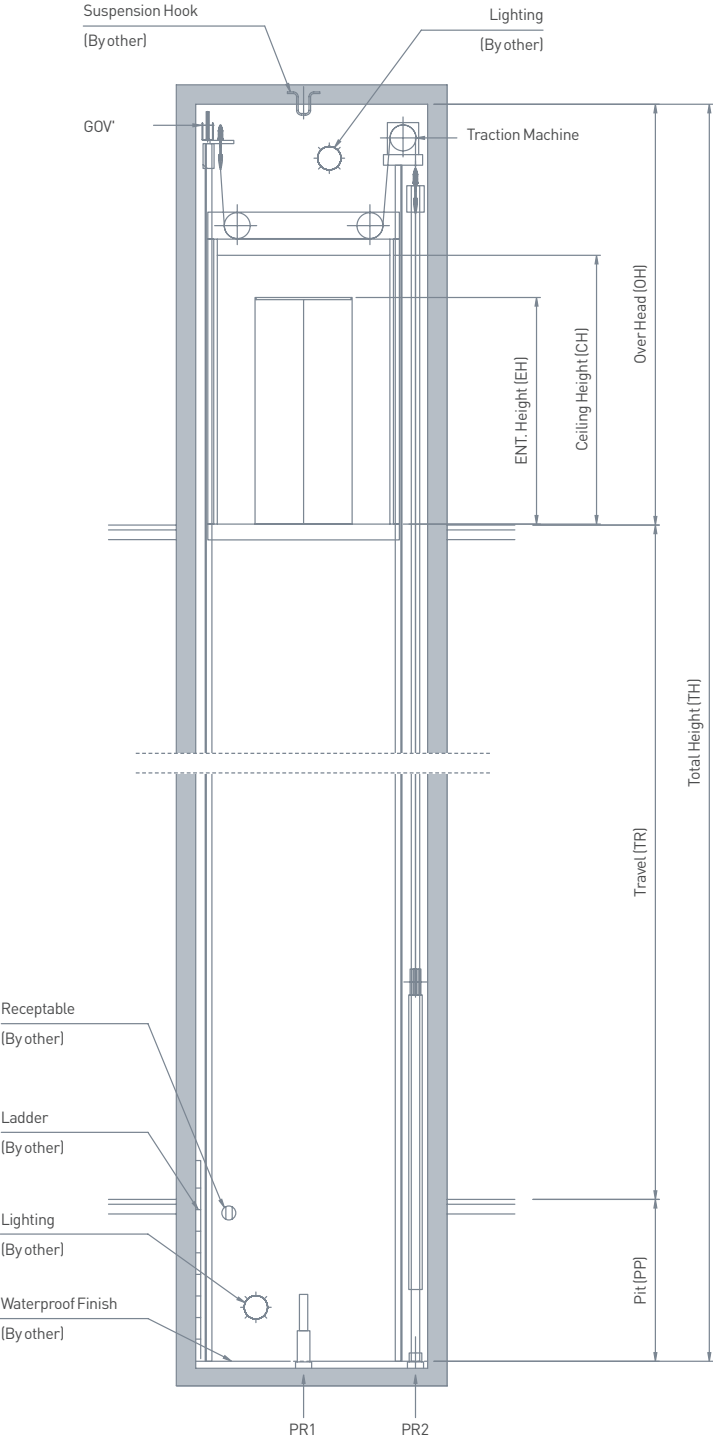 Suspension Hook
(By other)
Lighting
(By other)
GOV'
Traction Machine
Over Head (OH)
Ceiling Height (CH)
ENT. Height (EH)
Total Height (TH)
Travel (TR)
Receptable
(By other)
Ladder
(By other)
Lighting
(By other)
Pit (PP)
Waterproof Finish
(By other)
PR1
PR2